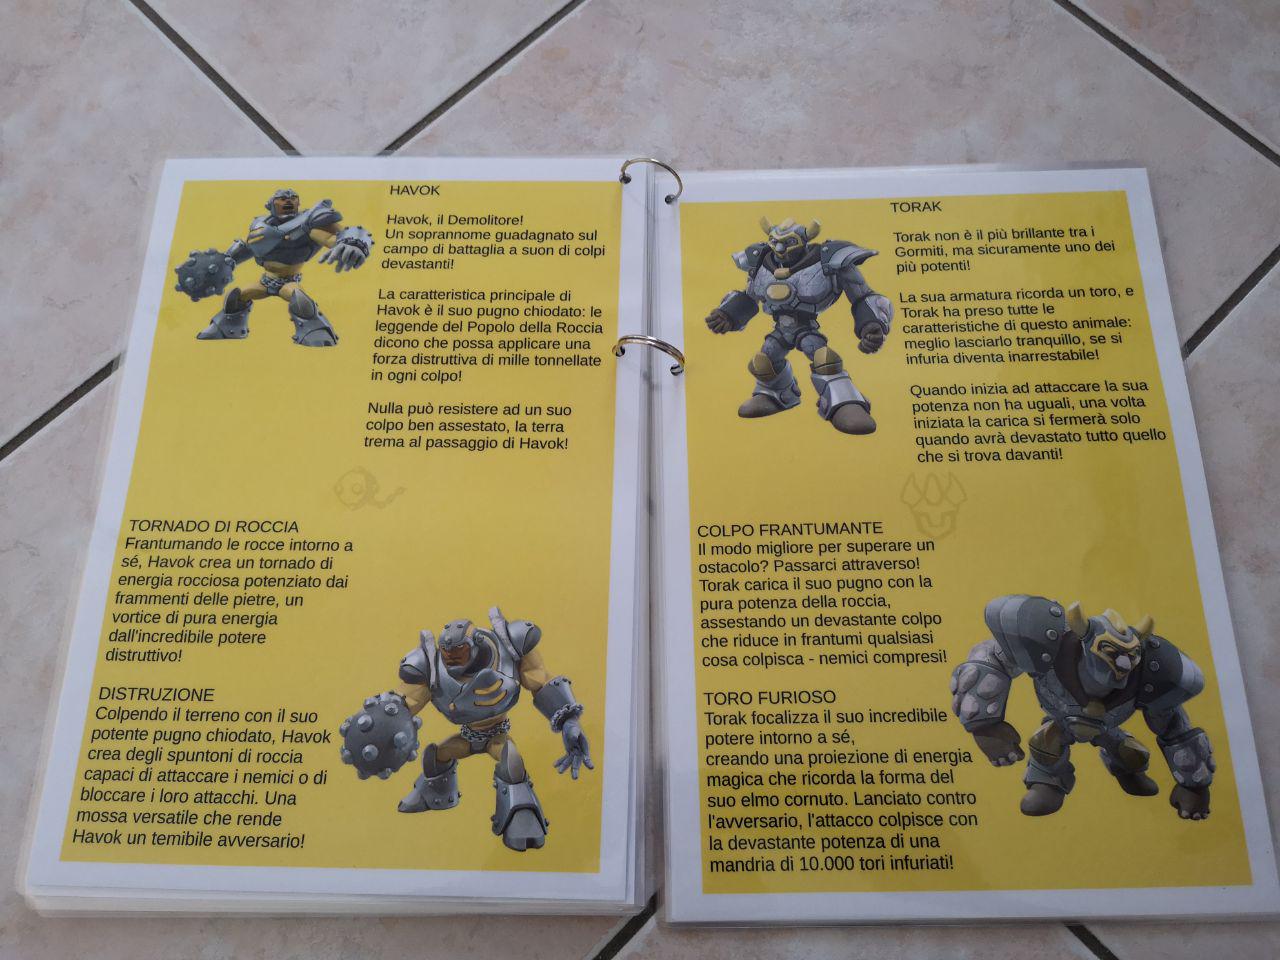 HAVOK
Havok, il Demolitore!
Un soprannome guadagnato sul
campo di battaglia a suon di colpi
devastanti!
La caratteristica principale di
Havok è il suo pugno chiodato: le
leggende del Popolo della Roccia
dicono che possa applicare una
forza distruttiva di mille tonnellate
in ogni colpo!
Nulla può resistere ad un suo
colpo ben assestato, la terra
trema al passaggio di Havok!
TORNADO DI ROCCIA
Frantumando le rocce intorno a
sé, Havok crea un tornado di
energia rocciosa potenziato dai
frammenti delle pietre, un
vortice di pura energia
dall'incredibile potere
distruttivo!
DISTRUZIONE
Colpendo il terreno con il suo
potente pugno chiodato, Havok
crea degli spuntoni di roccia
capaci di attaccare i nemici o di
bloccare i loro attacchi. Una
mossa versatile che rende
Havok un temibile avversario!
TORAK
Torak non è il più brillante tra i
Gormiti, ma sicuramente uno dei
più potenti!
La sua armatura ricorda un toro, e
Torak ha preso tutte le
caratteristiche di questo animale:
meglio lasciarlo tranquillo, se si
infuria diventa inarrestabile!
Quando inizia ad attaccare la sua
potenza non ha uguali, una volta
iniziata la carica si fermerà solo
quando avrà devastato tutto quello
che si trova davanti!
COLPO FRANTUMANTE
Il modo migliore per superare un
ostacolo? Passarci attraverso!
Torak carica il suo pugno con la
pura potenza della roccia,
assestando un devastante colpo
che riduce in frantumi qualsiasi
cosa colpisca - nemici compresi!
TORO FURIOSO
Torak focalizza il suo incredibile
potere intorno a sé,
creando una proiezione di energia
magica che ricorda la forma del
suo elmo cornuto. Lanciato contro
l'avversario, l'attacco colpisce con
la devastante potenza di una
mandria di 10.000 tori infuriati!